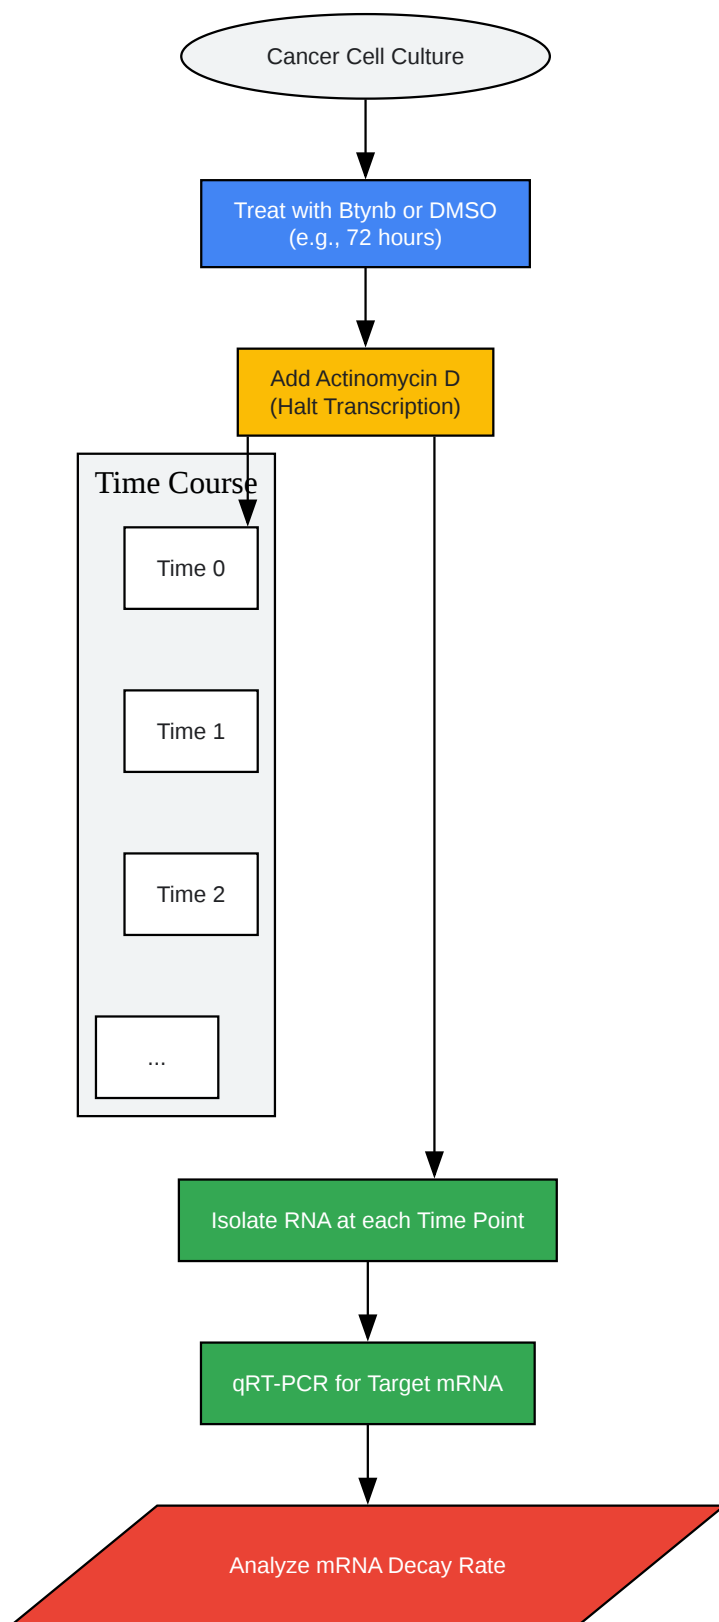 Cancer Cell Culture
Treat with Btynb or DMSO
(e.g., 72 hours)
Add Actinomycin D
(Halt Transcription)
Time Course
Time 0
Time 1
Time 2
...
Isolate RNA at each Time Point
qRT-PCR for Target mRNA
Analyze mRNA Decay Rate